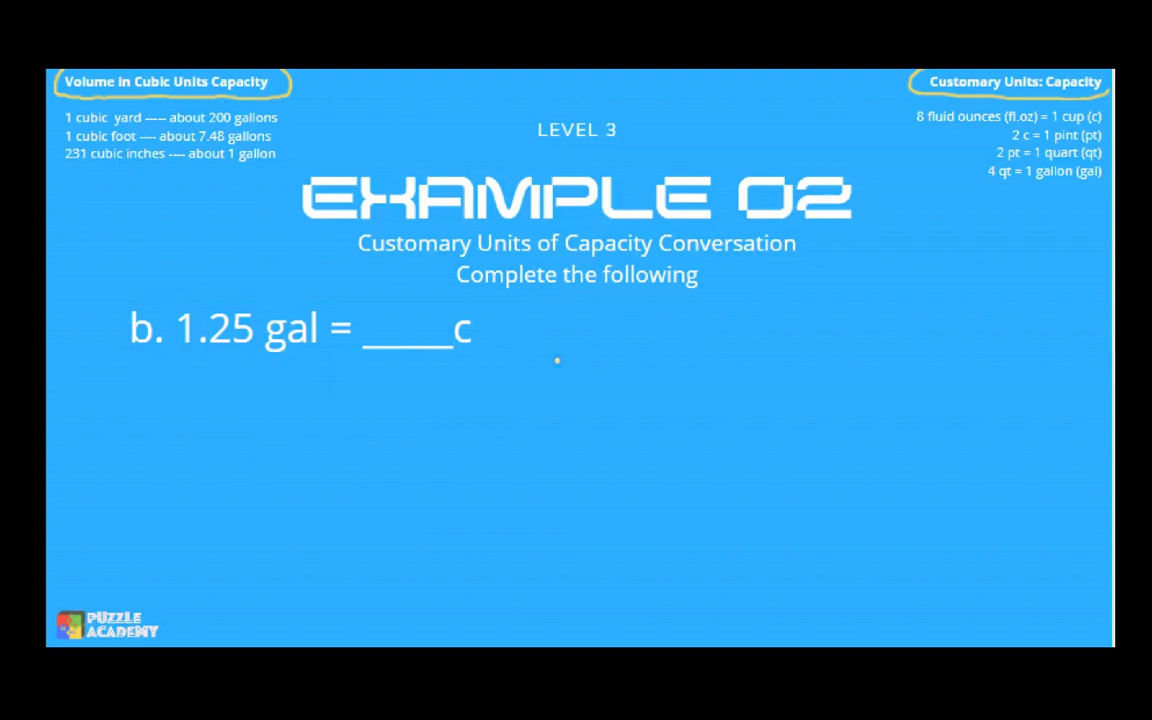 Volume in Cubic Units Capacity
1 cubic yard ---- about 200 gallons
1 cubic foot ---- about 7.48 gallons
231 cubic inches ---- about 1 gallon
Customary Units: Capacity
8 fluid ounces (fl.oz) = 1 cup (c)
2 c = 1 pint (pt)
2 pt = 1 quart (qt)
4 qt = 1 gallon (gal)
LEVEL 3
EXAMPLE 02
Customary Units of Capacity Conversation
Complete the following
b. 1.25 gal = _____c
PUZZLE
ACADEMY